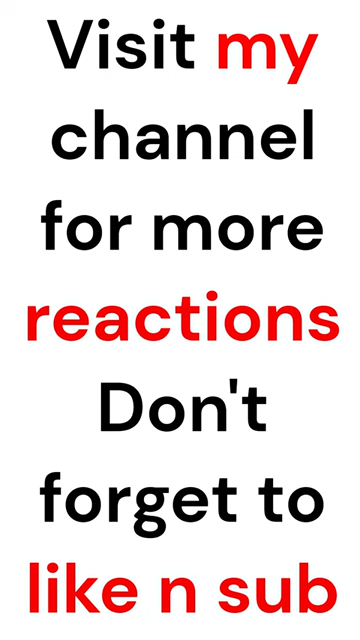 Visit my
channel
for more
reactions
Don't
forget to
like n sub